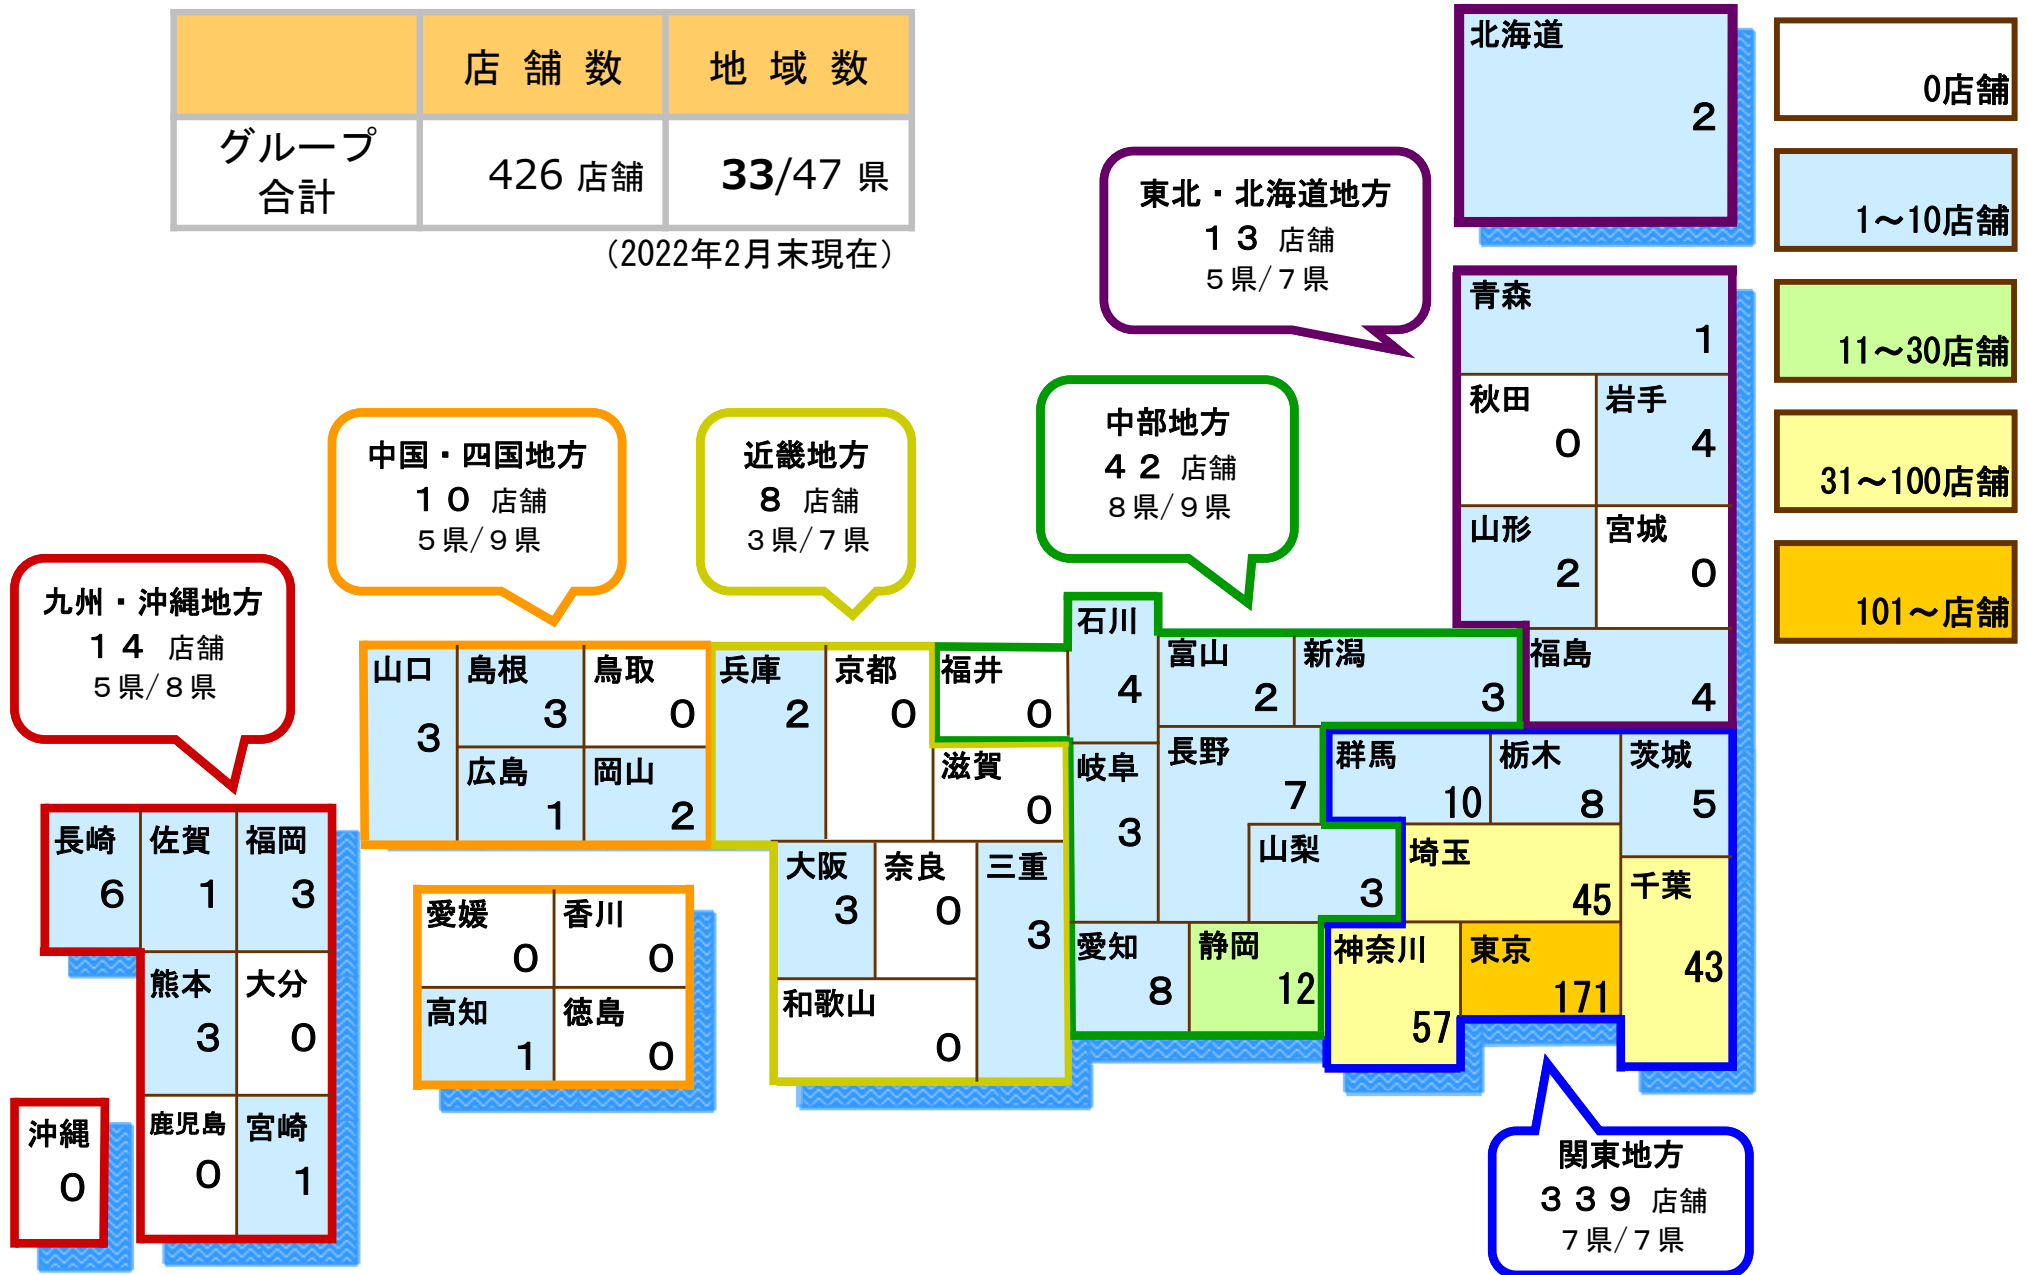 店 舗 数 地 域 数
グループ
合計
426 店舗 33/47 県
（2022年2月末現在）
北海道
2
0店舗
1～10店舗
11～30店舗
31～100店舗
101～店舗
東北・北海道地方
１３ 店舗
５県/７県
青森
1
秋田
0
岩手
4
山形
2
宮城
0
福島
4
中部地方
４２ 店舗
８県/９県
石川
4
富山
2
新潟
3
福井
0
岐阜
3
長野
7
山梨
3
愛知
8
静岡
12
近畿地方
８ 店舗
３県/７県
兵庫
2
京都
0
滋賀
0
大阪
3
奈良
0
三重
3
和歌山
0
中国・四国地方
１０ 店舗
５県/９県
山口
3
島根
3
鳥取
0
広島
1
岡山
2
愛媛
0
香川
0
高知
1
徳島
0
九州・沖縄地方
１４ 店舗
５県/８県
長崎
6
佐賀
1
福岡
3
熊本
3
大分
0
鹿児島
0
宮崎
1
沖縄
0
群馬
10
栃木
8
茨城
5
埼玉
45
千葉
43
神奈川
57
東京
171
関東地方
３３９ 店舗
７県/７県